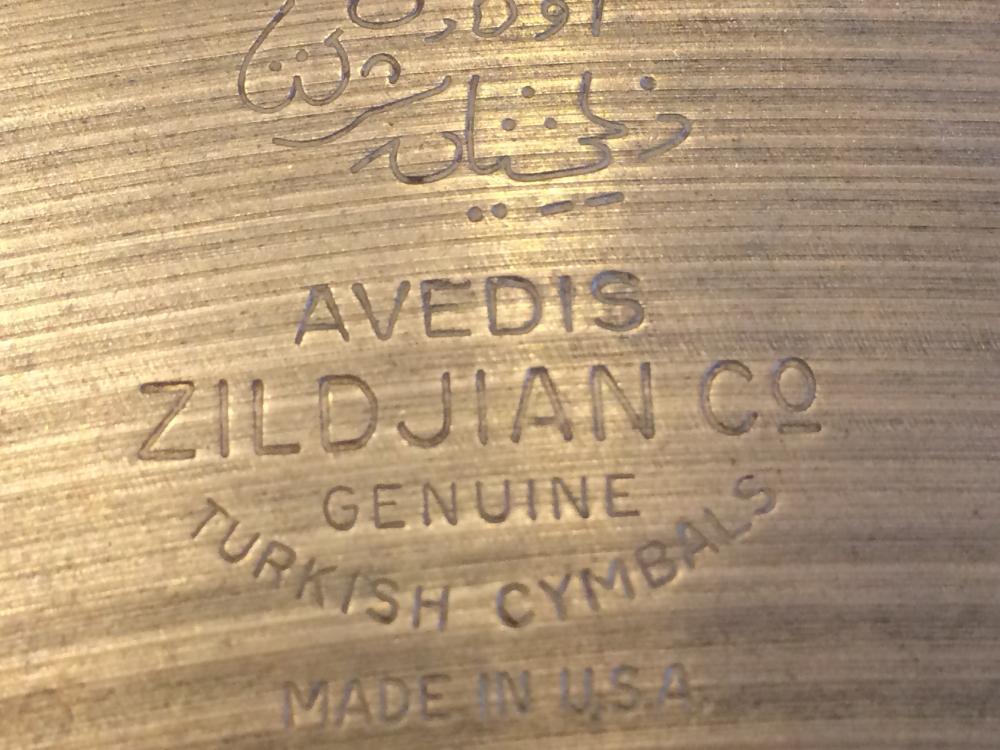 AVEDIS
ZILDJIAN Cº
GENUINE
TURKISH CYMBALS
MADE IN U.S.A.